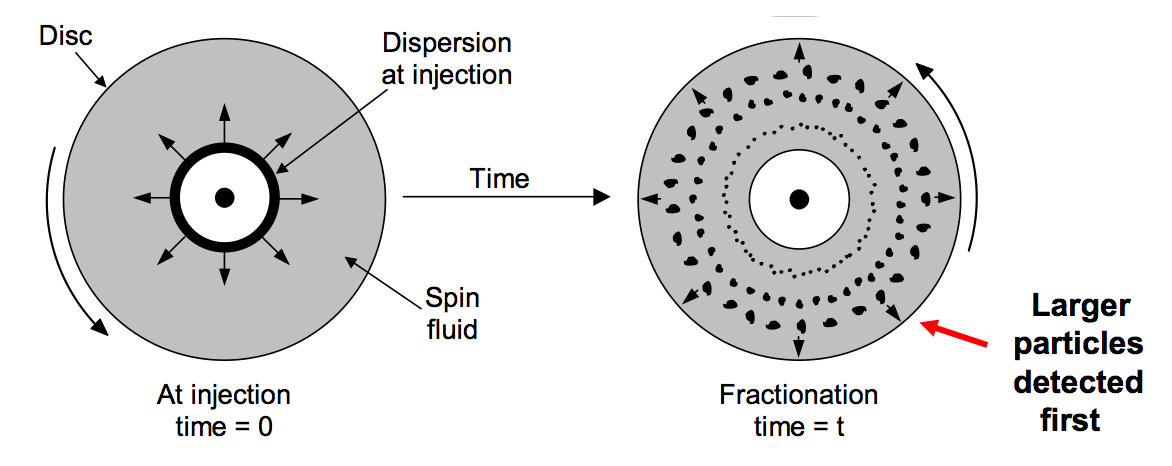 Disc
Dispersion
at injection
Time
Spin
fluid
At injection
time = 0
Fractionation
time = t
Larger
particles
detected
first